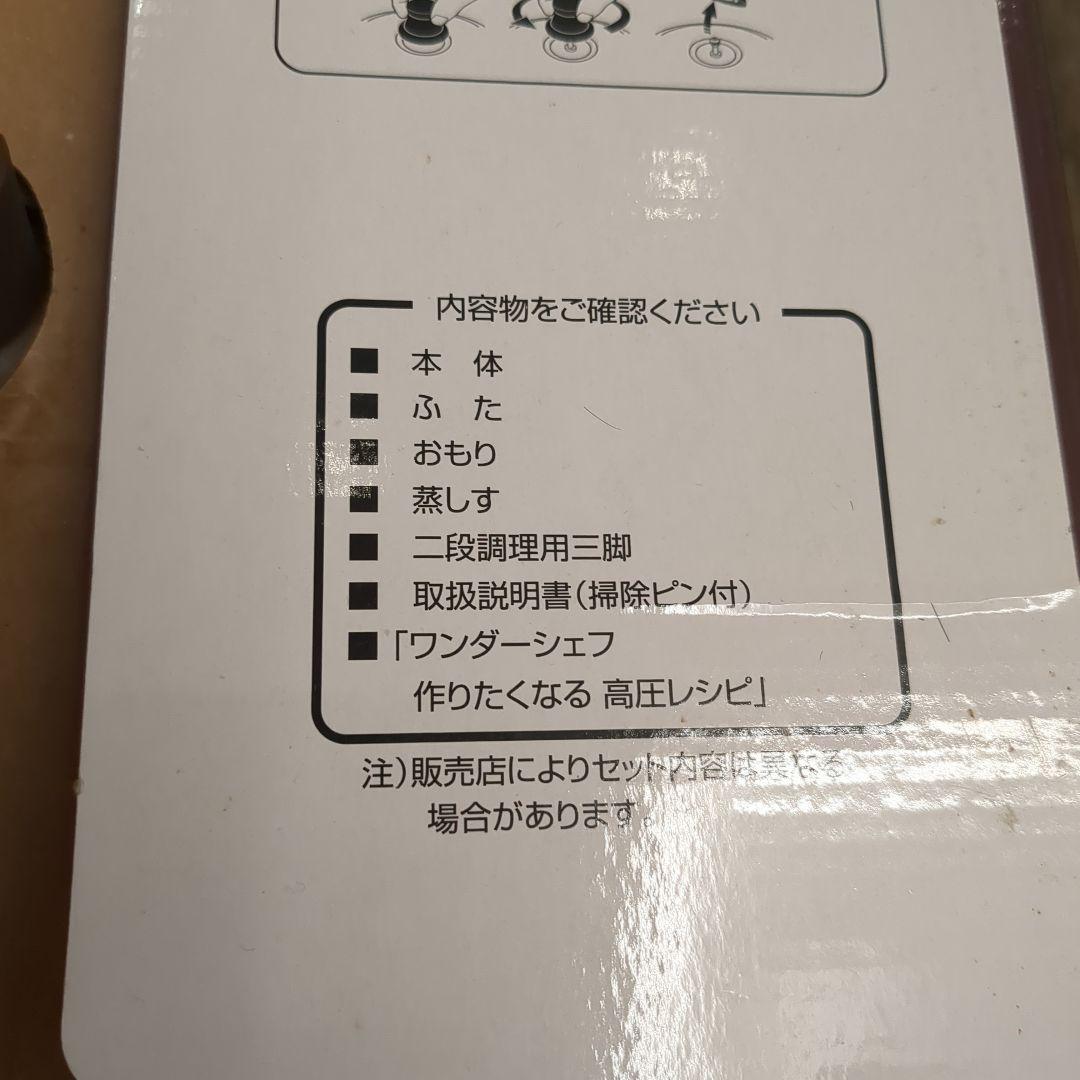 内容物をご確認ください
■ 本 体
■ ふ た
■ おもり
■ 蒸しす
■ 二段調理用三脚
■ 取扱説明書(掃除ピン付)
■「ワンダーシェフ
作りたくなる 高圧レシピ」
注)販売店によりセット内容は異なる
場合があります。